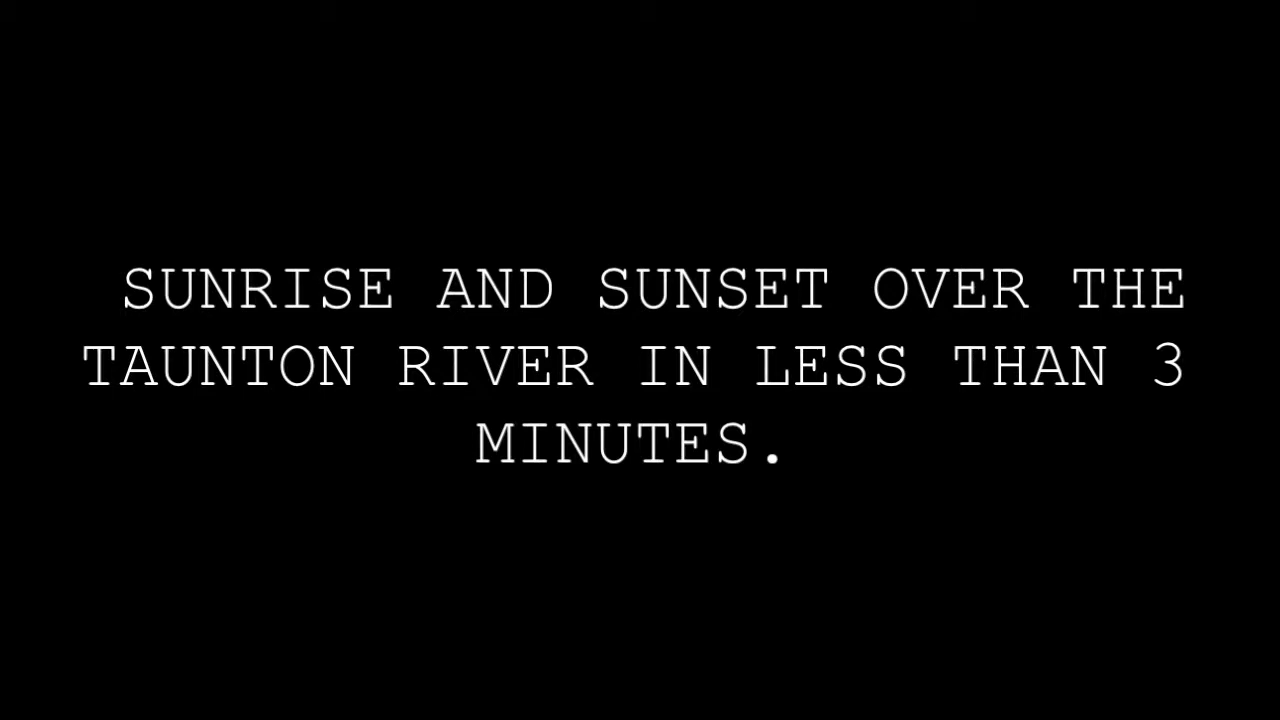 SUNRISE AND SUNSET OVER THE
TAUNTON RIVER IN LESS THAN 3
MINUTES.